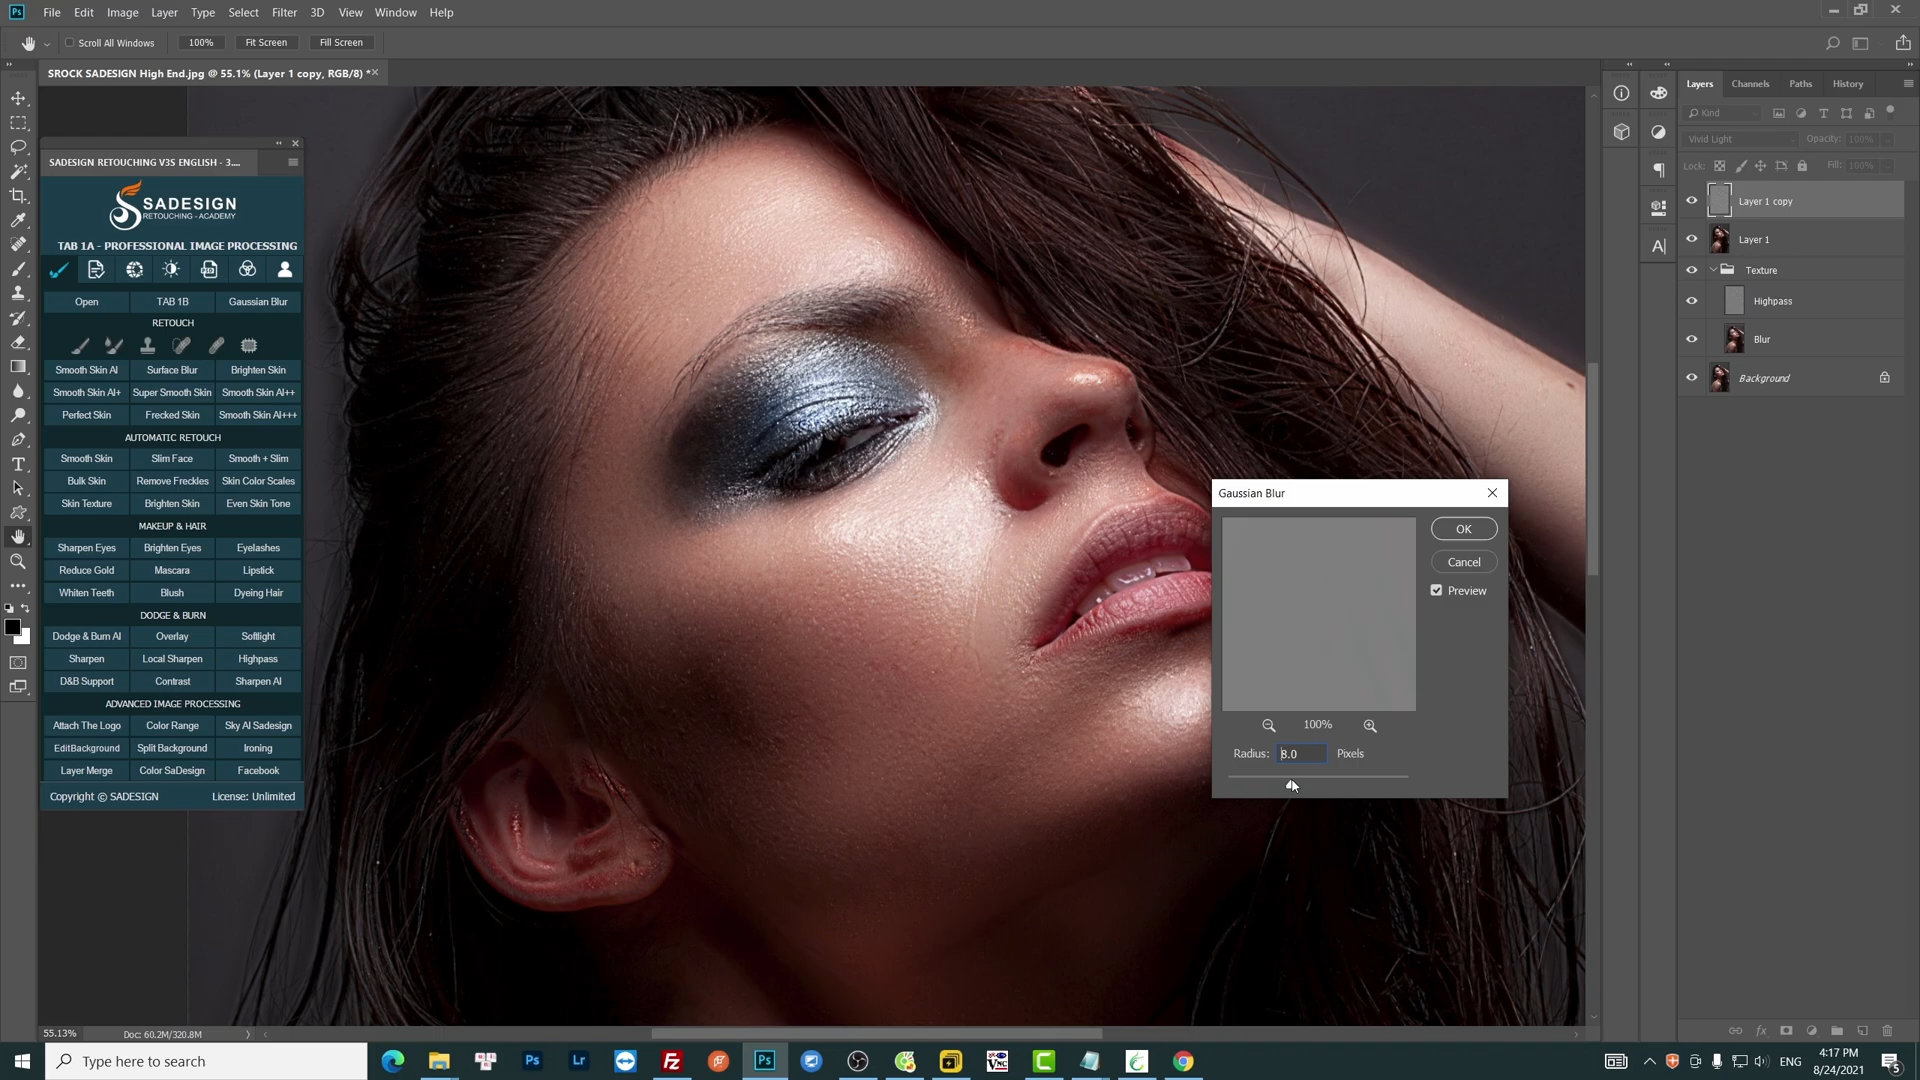 Ps File Edit Image Layer Type Select Filter 3D View Window Help
Scroll All Windows 100% Fit Screen Fill Screen
SROCK SADESIGN High End.jpg @ 55.1% (Layer 1 copy, RGB/8) *
SADESIGN RETOUCHING V3S ENGLISH - 3....
SADESIGN
RETOUCHING - ACADEMY
TAB 1A - PROFESSIONAL IMAGE PROCESSING
Open TAB 1B Gaussian Blur
RETOUCH
Smooth Skin AI Surface Blur Brighten Skin
Smooth Skin AI+ Super Smooth Skin Smooth Skin AI++
Perfect Skin Frecked Skin Smooth Skin AI+++
AUTOMATIC RETOUCH
Smooth Skin Slim Face Smooth + Slim
Bulk Skin Remove Freckles Skin Color Scales
Skin Texture Brighten Skin Even Skin Tone
MAKEUP & HAIR
Sharpen Eyes Brighten Eyes Eyelashes
Reduce Gold Mascara Lipstick
Whiten Teeth Blush Dyeing Hair
DODGE & BURN
Dodge & Burn AI Overlay Softlight
Sharpen Local Sharpen Highpass
D&B Support Contrast Sharpen AI
ADVANCED IMAGE PROCESSING
Attach The Logo Color Range Sky AI Sadesign
EditBackground Split Background Ironing
Layer Merge Color SaDesign Facebook
Copyright © SADESIGN License: Unlimited
Gaussian Blur
OK
Cancel
Preview
100%
Radius: 8.0 Pixels
Layers Channels Paths History
Kind
Vivid Light Opacity: 100%
Lock: Fill: 100%
Layer 1 copy
Layer 1
Texture
Highpass
Blur
Background
55.13% Doc: 60.2M/320.8M
Type here to search
Ps Lr Fz Ps VNC
ENG
4:17 PM
8/24/2021
5